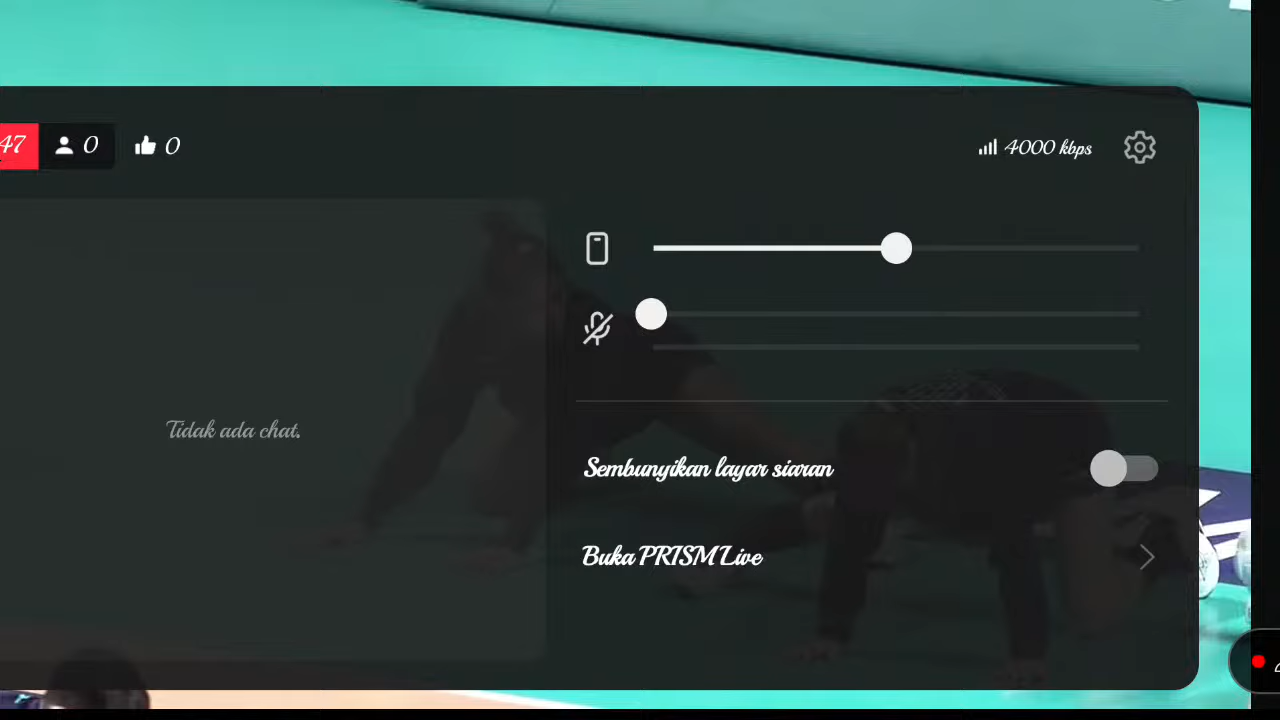 47 0 0 4000 kbps
Tidak ada chat.
Sembunyikan layar siaran
Buka PRISM Live